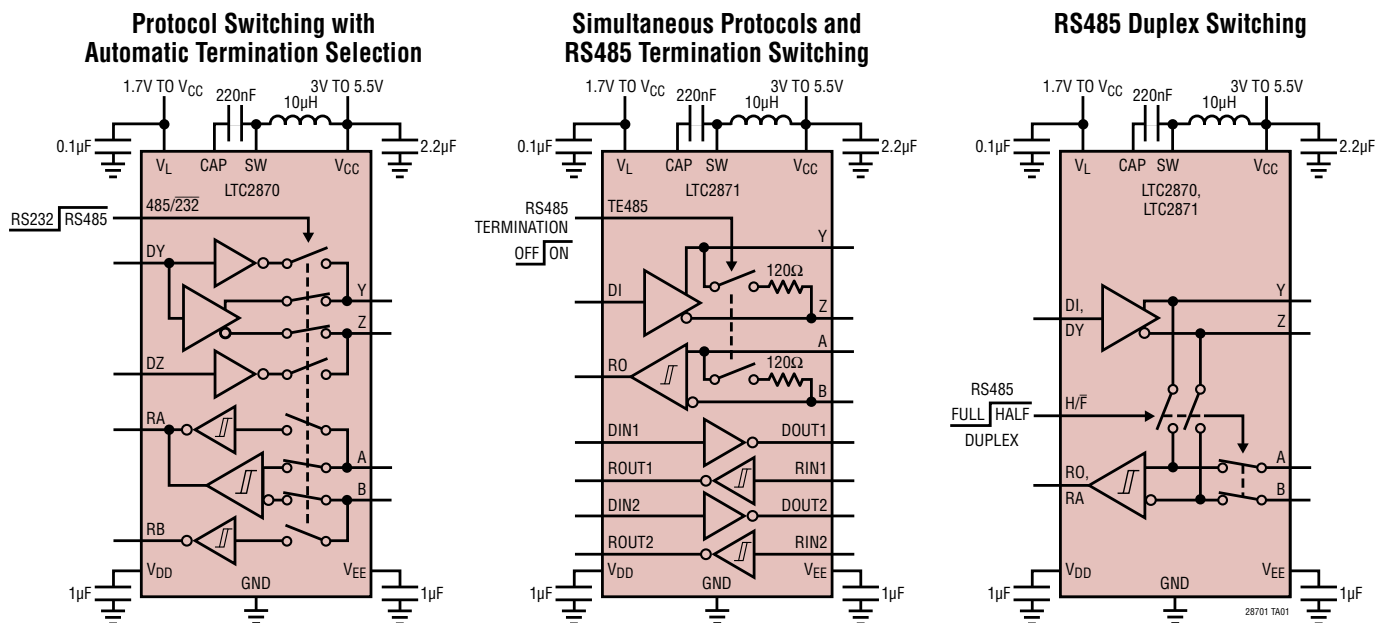 Protocol Switching with
Automatic Termination Selection
1.7V TO VCC
220nF
10µH
3V TO 5.5V
0.1µF
2.2µF
VL
CAP
SW
VCC
LTC2870
485/232
RS232
RS485
DY
Y
Z
DZ
RA
A
B
RB
VDD
VEE
GND
1µF
1µF
Simultaneous Protocols and
RS485 Termination Switching
1.7V TO VCC
220nF
10µH
3V TO 5.5V
0.1µF
2.2µF
VL
CAP
SW
VCC
LTC2871
RS485
TERMINATION
OFF
ON
TE485
Y
120Ω
DI
Z
A
RO
120Ω
B
DIN1
DOUT1
ROUT1
RIN1
DIN2
DOUT2
ROUT2
RIN2
VDD
VEE
GND
1µF
1µF
RS485 Duplex Switching
1.7V TO VCC
220nF
10µH
3V TO 5.5V
0.1µF
2.2µF
VL
CAP
SW
VCC
LTC2870,
LTC2871
DI,
DY
Y
Z
RS485
FULL
HALF
DUPLEX
H/F
A
RO,
RA
B
VDD
VEE
GND
1µF
1µF
28701 TA01